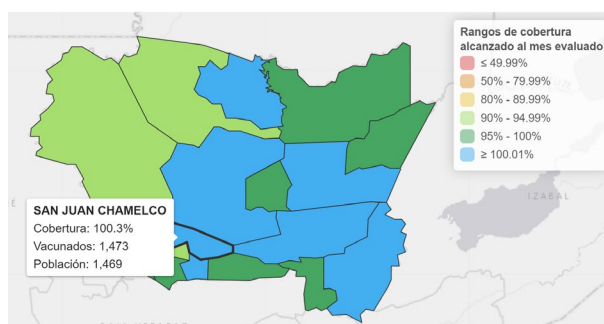 Rangos de cobertura
alcanzado al mes evaluado
≤ 49.99%
50% - 79.99%
80% - 89.99%
90% - 94.99%
95% - 100%
≥ 100.01%
IZABAL
SAN JUAN CHAMELCO
Cobertura: 100.3%
Vacunados: 1,473
Población: 1,469